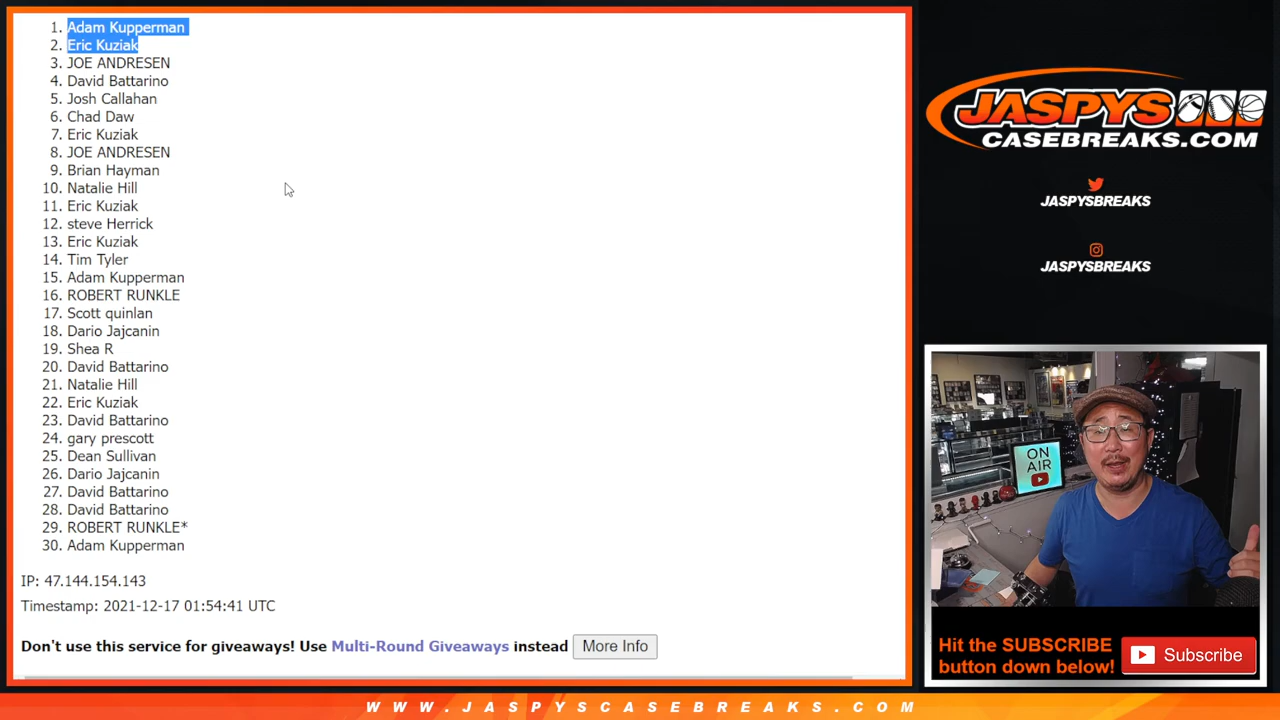 1. Adam Kupperman
2. Eric Kuziak
3. JOE ANDRESEN
4. David Battarino
5. Josh Callahan
6. Chad Daw
7. Eric Kuziak
8. JOE ANDRESEN
9. Brian Hayman
10. Natalie Hill
11. Eric Kuziak
12. steve Herrick
13. Eric Kuziak
14. Tim Tyler
15. Adam Kupperman
16. ROBERT RUNKLE
17. Scott quinlan
18. Dario Jajcanin
19. Shea R
20. David Battarino
21. Natalie Hill
22. Eric Kuziak
23. David Battarino
24. gary prescott
25. Dean Sullivan
26. Dario Jajcanin
27. David Battarino
28. David Battarino
29. ROBERT RUNKLE*
30. Adam Kupperman
IP: 47.144.154.143
Timestamp: 2021-12-17 01:54:41 UTC
Don't use this service for giveaways! Use Multi-Round Giveaways instead More Info
JASPYS
CASEBREAKS.COM
JASPYSBREAKS
JASPYSBREAKS
ON
AIR
Hit the SUBSCRIBE
button down below!
Subscribe
WWW.JASPYSCASEBREAKS.COM